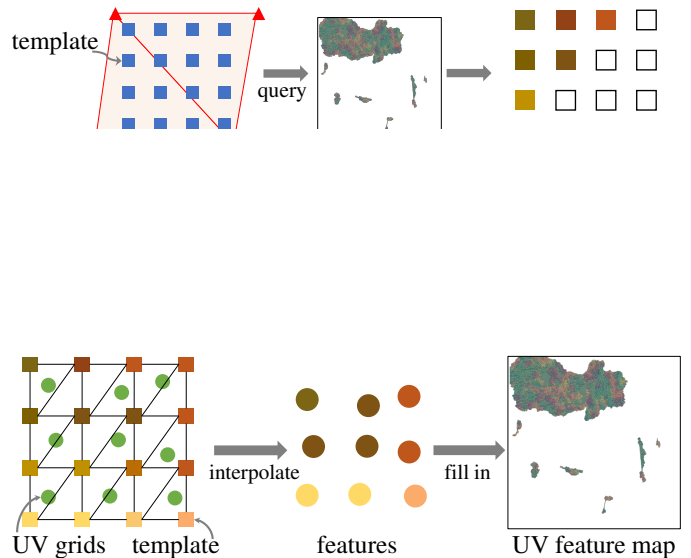 template
query
interpolate
fill in
UV grids
template
features
UV feature map